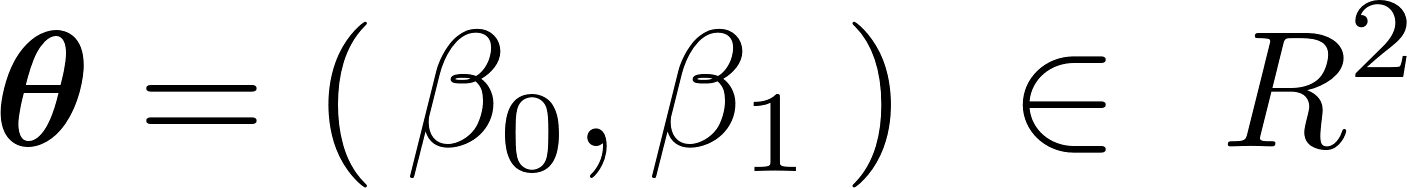 𝜽 = ( β₀, β₁ ) ∈ R²